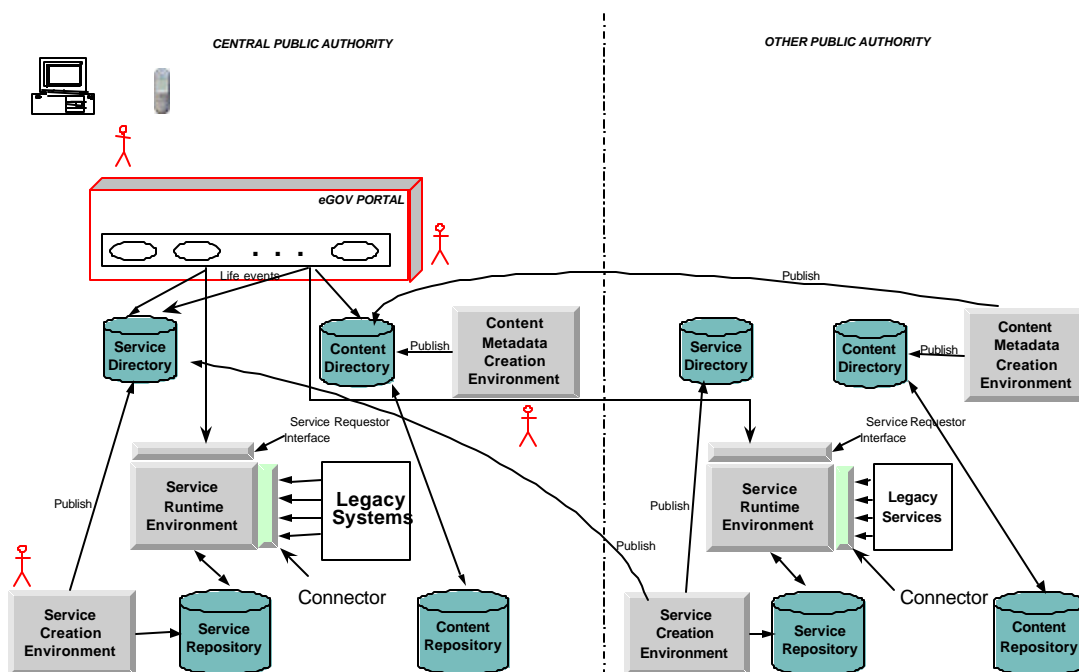 CENTRAL PUBLIC AUTHORITY
OTHER PUBLIC AUTHORITY
eGOV PORTAL
. . .
Life events
Publish
Service
Directory
Content
Directory
Publish
Content
Metadata
Creation
Environment
Service
Directory
Content
Directory
Publish
Content
Metadata
Creation
Environment
Service Requestor
Interface
Service Requestor
Interface
Publish
Service
Runtime
Environment
Legacy
Systems
Publish
Service
Runtime
Environment
Legacy
Services
Publish
Connector
Connector
Service
Creation
Environment
Service
Repository
Content
Repository
Service
Creation
Environment
Service
Repository
Content
Repository